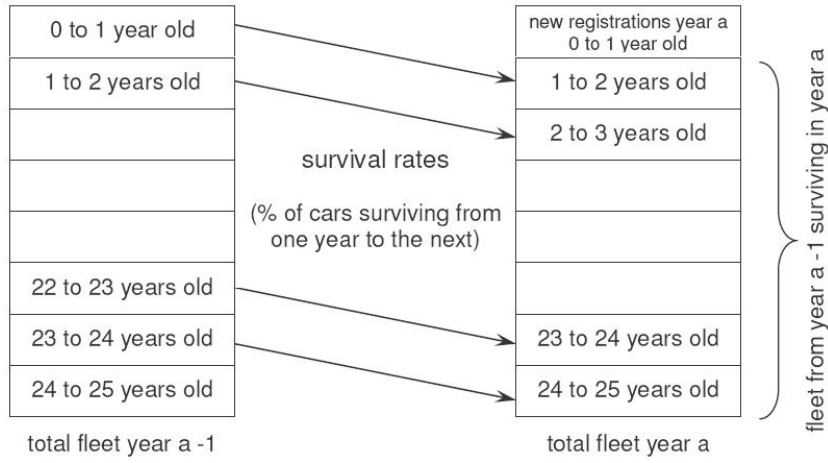 0 to 1 year old
1 to 2 years old
22 to 23 years old
23 to 24 years old
24 to 25 years old
total fleet year a -1
survival rates
(% of cars surviving from
one year to the next)
new registrations year a
0 to 1 year old
1 to 2 years old
2 to 3 years old
23 to 24 years old
24 to 25 years old
total fleet year a
fleet from year a -1 surviving in year a